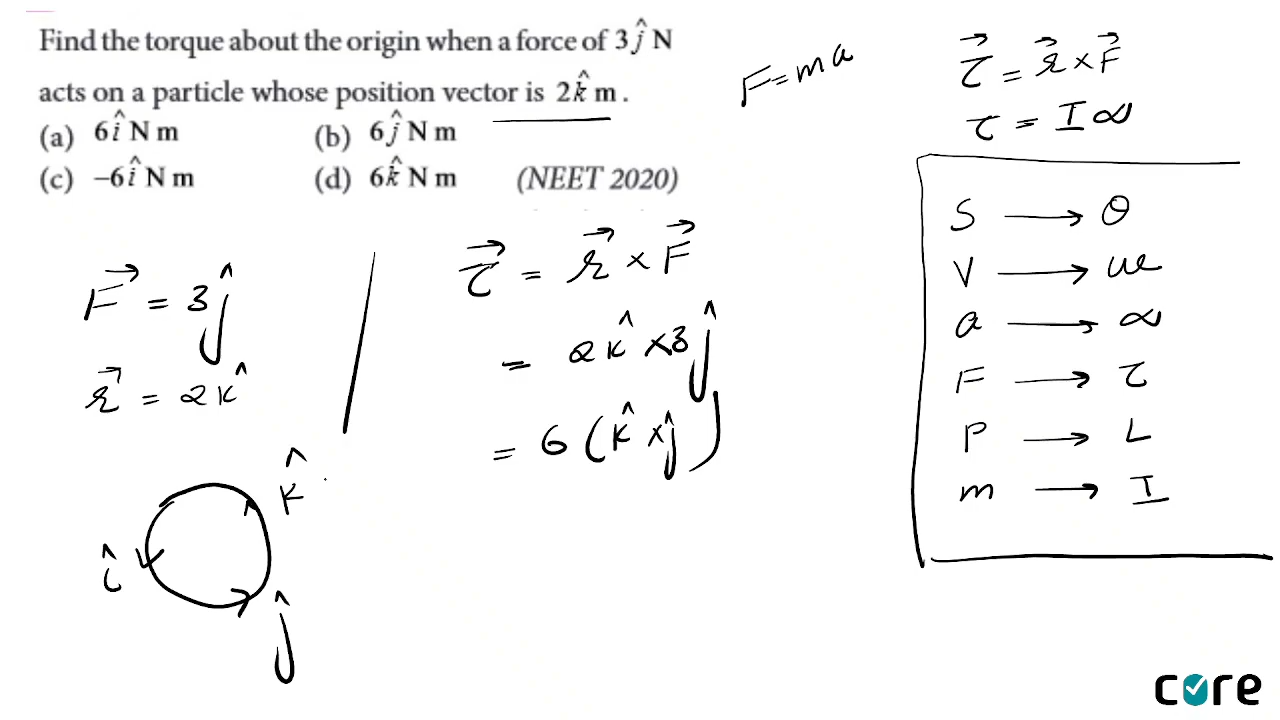 Find the torque about the origin when a force of 3ĵ N
acts on a particle whose position vector is 2k̂ m.
(a) 6î N m (b) 6ĵ N m
(c) –6î N m (d) 6k̂ N m (NEET 2020)
F = ma
τ⃗ = r⃗ × F⃗
τ = I α
S → θ
V → ω
a → α
F → τ
P → L
m → I
F⃗ = 3ĵ
r⃗ = 2k̂
τ⃗ = r⃗ × F⃗
= 2k̂ × 3ĵ
= 6 (k̂ × ĵ)
k̂
î
ĵ
core